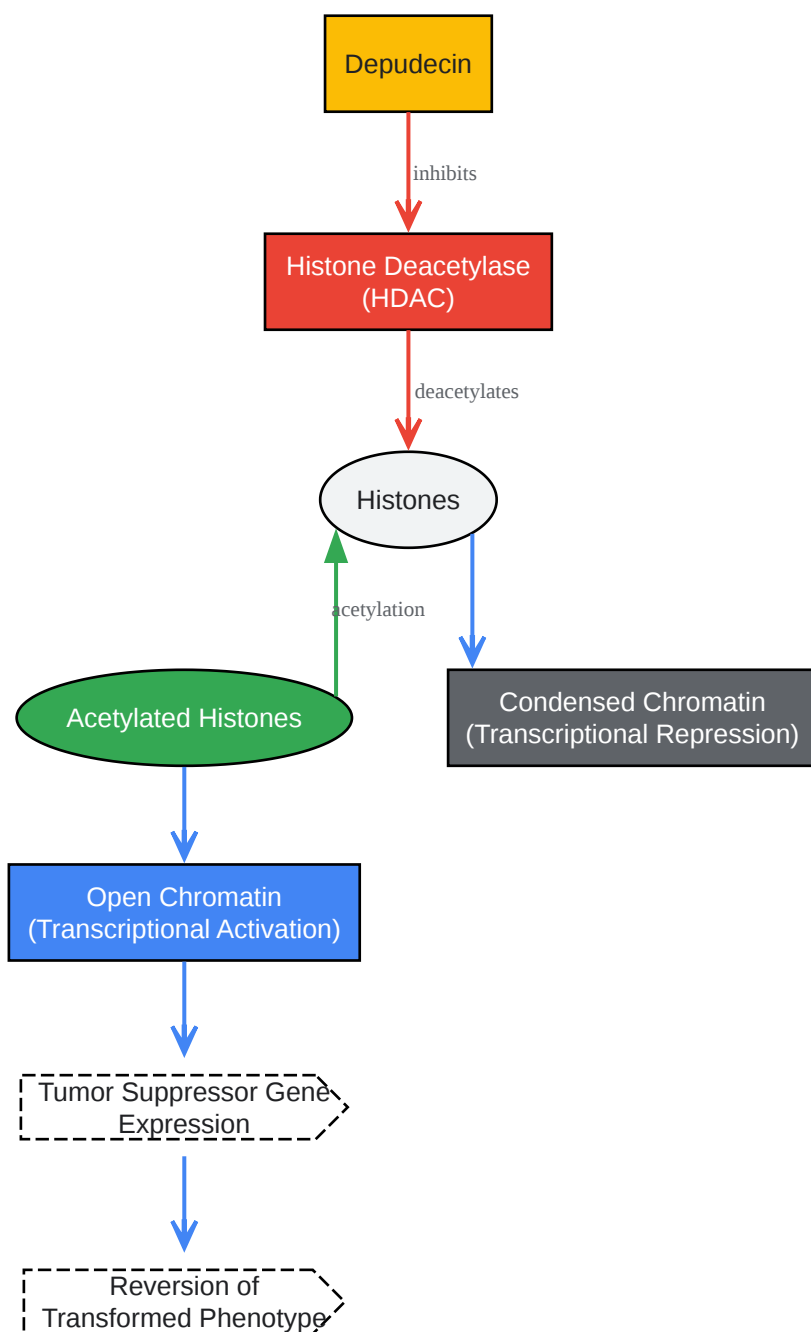 Depudecin
inhibits
Histone Deacetylase
(HDAC)
deacetylates
Histones
acetylation
Acetylated Histones
Condensed Chromatin
(Transcriptional Repression)
Open Chromatin
(Transcriptional Activation)
Tumor Suppressor Gene
Expression
Reversion of
Transformed Phenotype